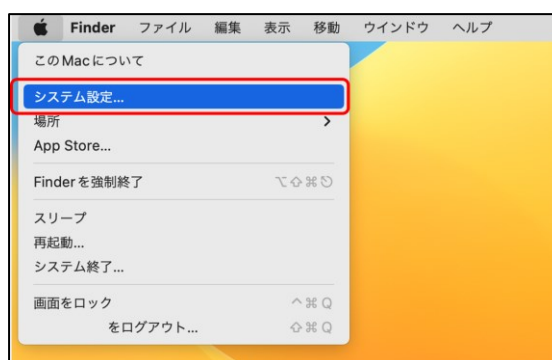 Finder ファイル 編集 表示 移動 ウインドウ ヘルプ
このMacについて
システム設定...
場所 >
App Store...
Finderを強制終了 ⌥⇧⌘⎋
スリープ
再起動...
システム終了...
画面をロック ^⌘Q
をログアウト... ⇧⌘Q